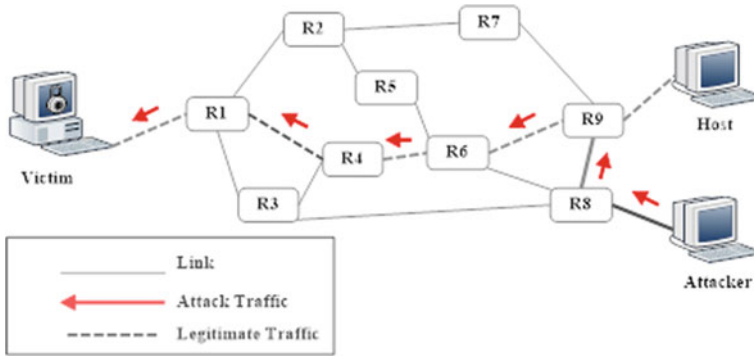 R2
R7
R5
R1
R9
Host
R4
R6
Victim
R3
R8
Attacker
Link
Attack Traffic
Legitimate Traffic